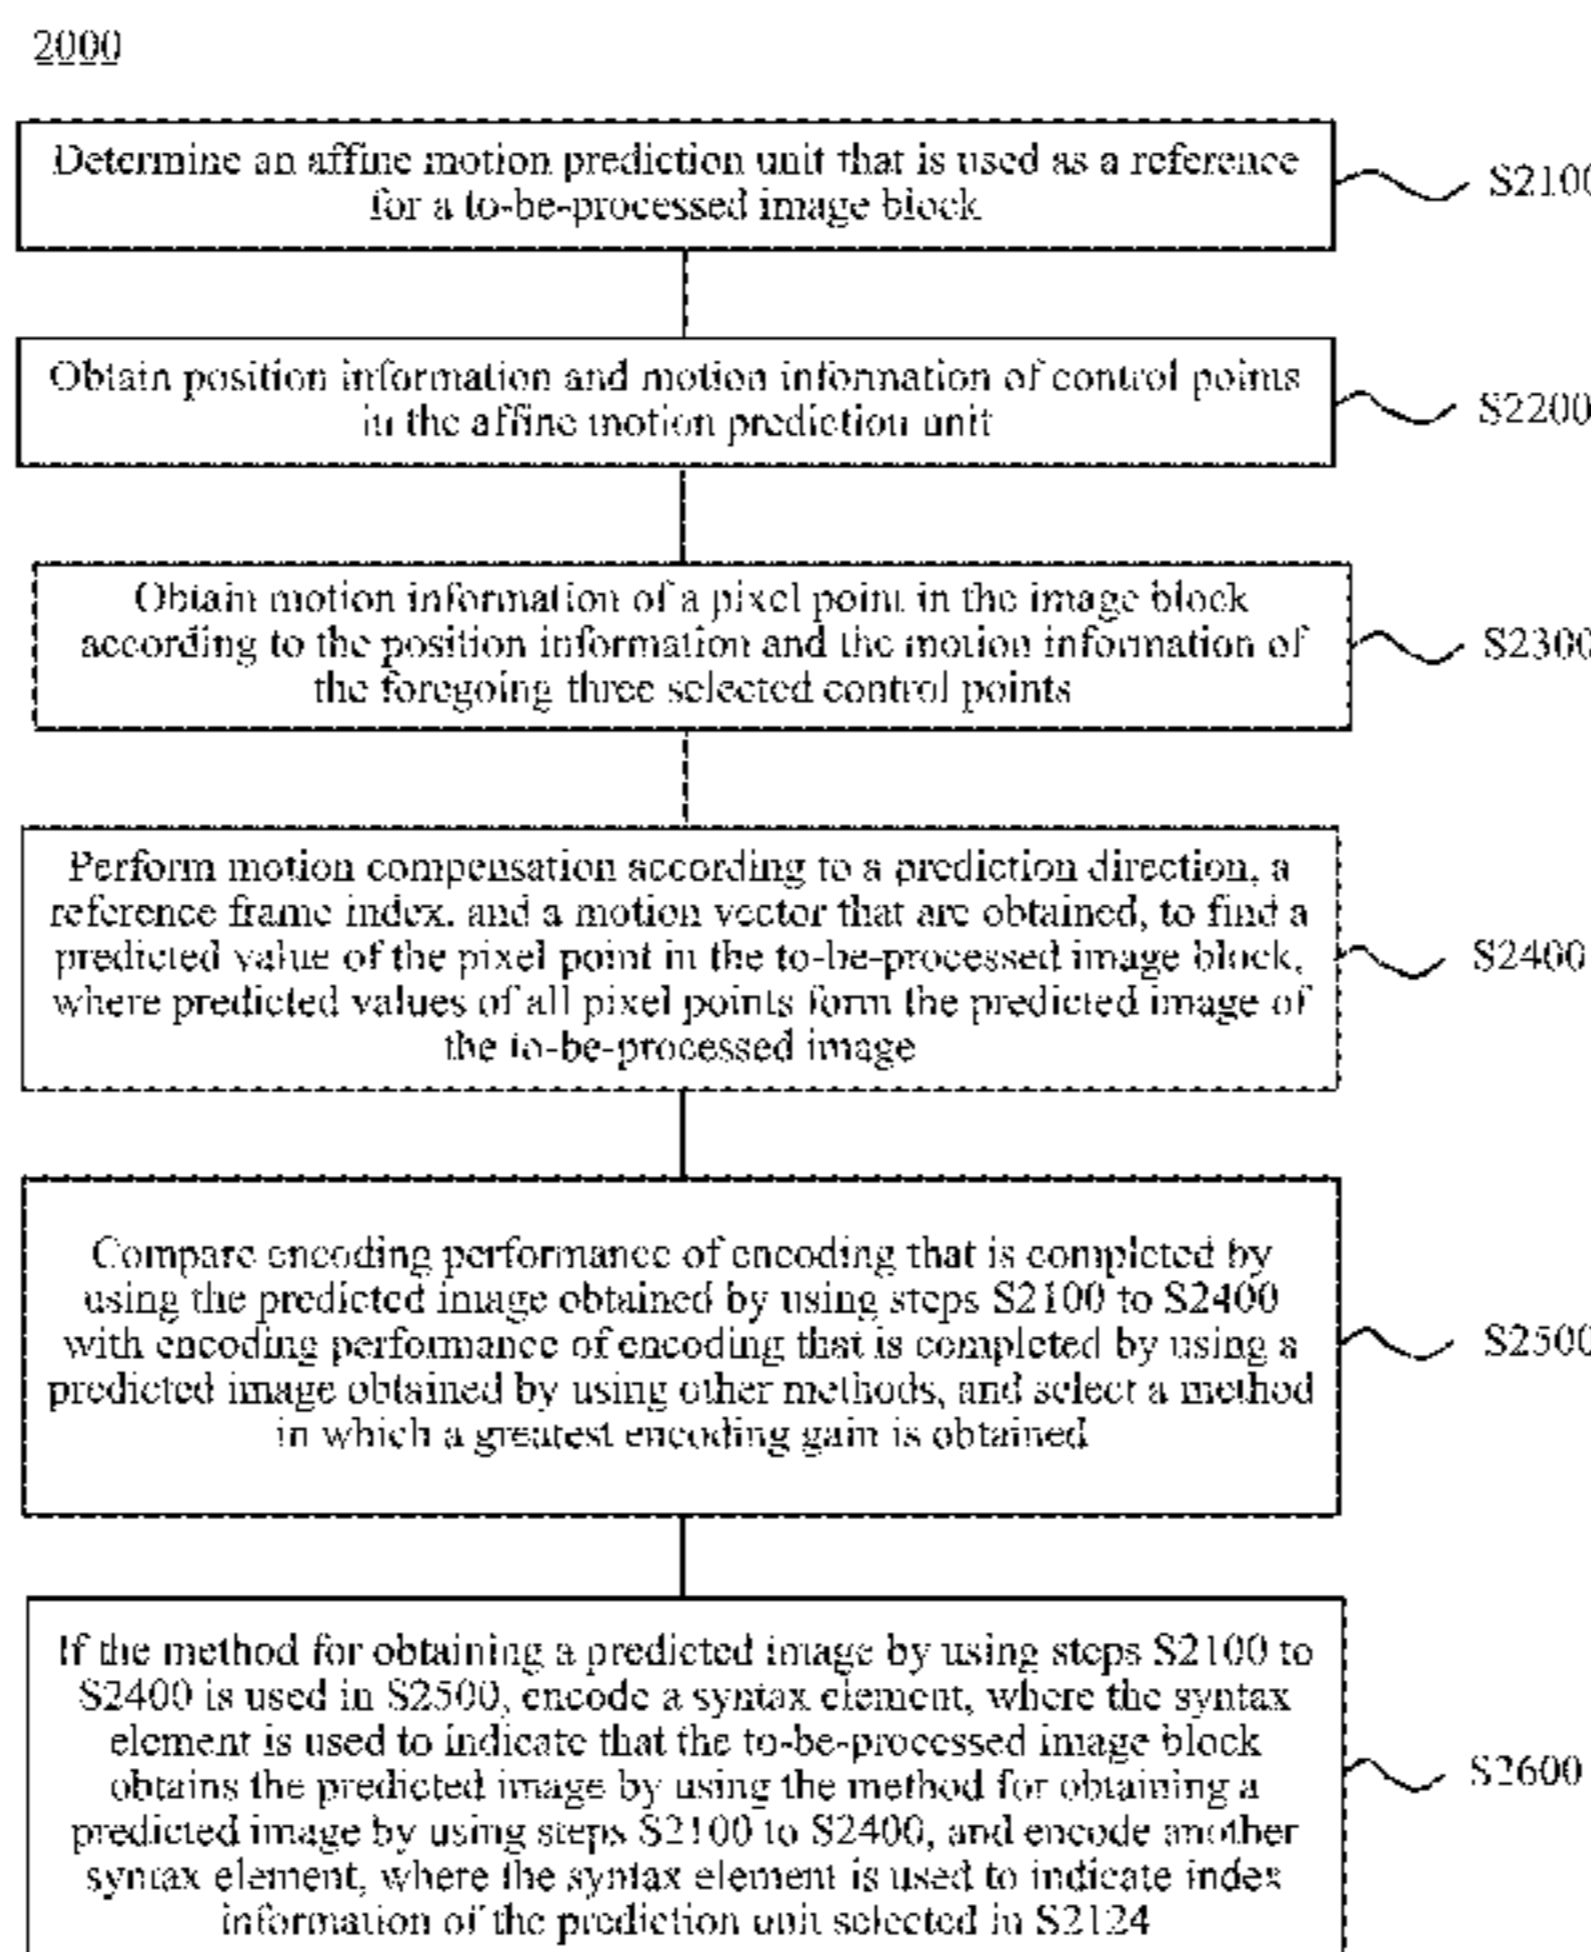 2000
Determine an affine motion prediction unit that is used as a reference
for a to-be-processed image block
S2100
Obtain position information and motion information of control points
in the affine motion prediction unit
S2200
Obtain motion information of a pixel point in the image block
according to the position information and the motion information of
the foregoing three selected control points
S2300
Perform motion compensation according to a prediction direction, a
reference frame index, and a motion vector that are obtained, to find a
predicted value of the pixel point in the to-be-processed image block,
where predicted values of all pixel points form the predicted image of
the to-be-processed image
S2400
Compare encoding performance of encoding that is completed by
using the predicted image obtained by using steps S2100 to S2400
with encoding performance of encoding that is completed by using a
predicted image obtained by using other methods, and select a method
in which a greatest encoding gain is obtained
S2500
If the method for obtaining a predicted image by using steps S2100 to
S2400 is used in S2500, encode a syntax element, where the syntax
element is used to indicate that the to-be-processed image block
obtains the predicted image by using the method for obtaining a
predicted image by using steps S2100 to S2400, and encode another
syntax element, where the syntax element is used to indicate index
information of the prediction unit selected in S2124
S2600